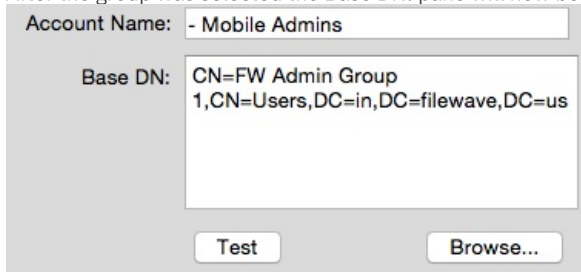 Account Name: - Mobile Admins
Base DN: CN=FW Admin Group
1,CN=Users,DC=in,DC=filewave,DC=us
Test Browse...